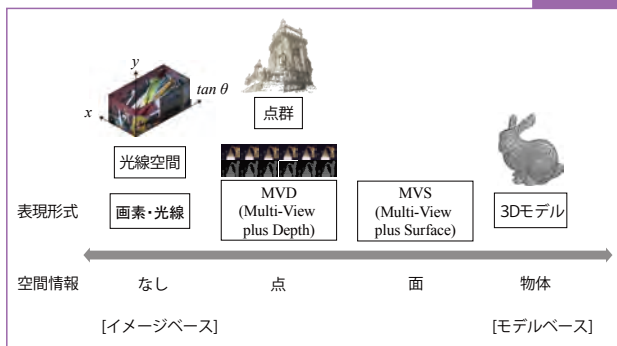 y
x
tan θ
点群
光線空間
表現形式
画素・光線
MVD
(Multi-View
plus Depth)
MVS
(Multi-View
plus Surface)
3Dモデル
空間情報
なし
点
面
物体
[イメージベース]
[モデルベース]